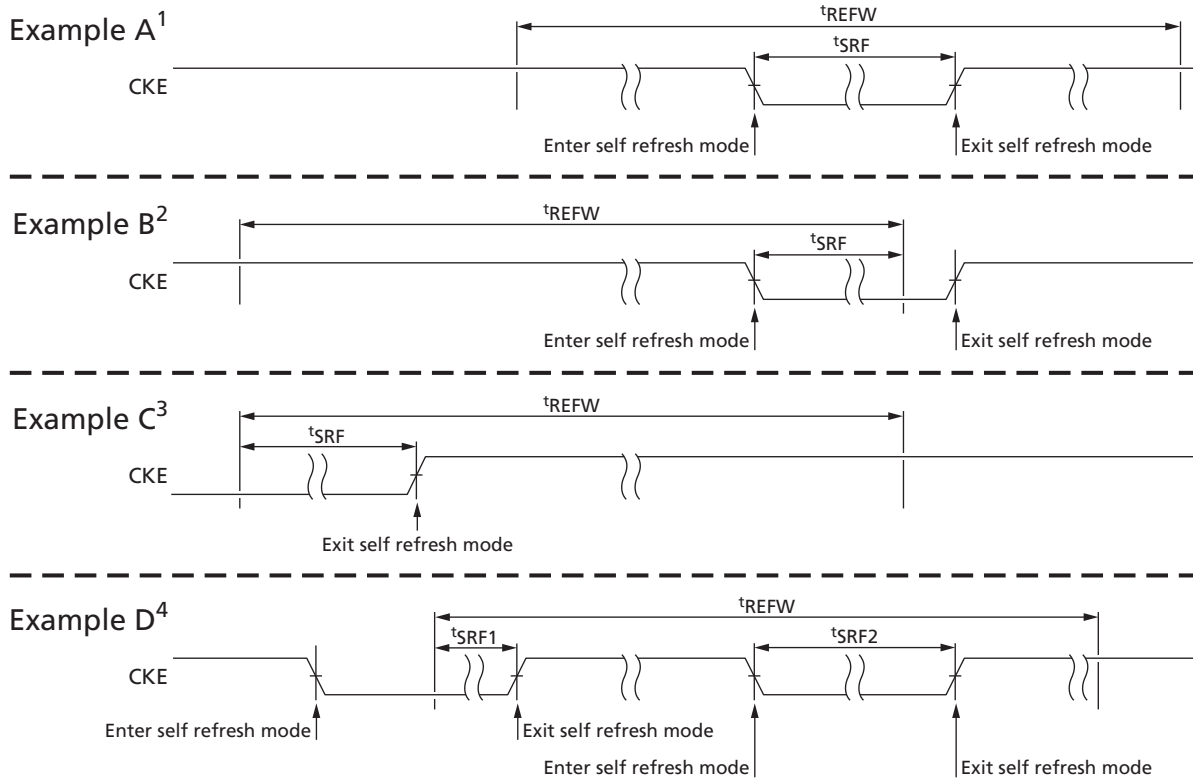 Example A¹
ᵗREFW
ᵗSRF
CKE
Enter self refresh mode
Exit self refresh mode
Example B²
ᵗREFW
ᵗSRF
CKE
Enter self refresh mode
Exit self refresh mode
Example C³
ᵗREFW
ᵗSRF
CKE
Exit self refresh mode
Example D⁴
ᵗREFW
ᵗSRF1
ᵗSRF2
CKE
Enter self refresh mode
Exit self refresh mode
Enter self refresh mode
Exit self refresh mode